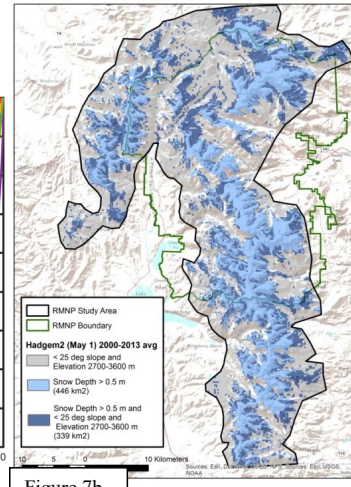 14
RMNP Study Area
RMNP Boundary
Hadgem2 (May 1) 2000-2013 avg
< 25 deg slope and
Elevation 2700-3600 m
Snow Depth > 0.5 m
(446 km2)
Snow Depth > 0.5 m and
< 25 deg slope and
Elevation 2700-3600 m
(339 km2)
0
10 5 0 10 Kilometers
Sources: Esri, USGS,
NOAA
Figure 7b